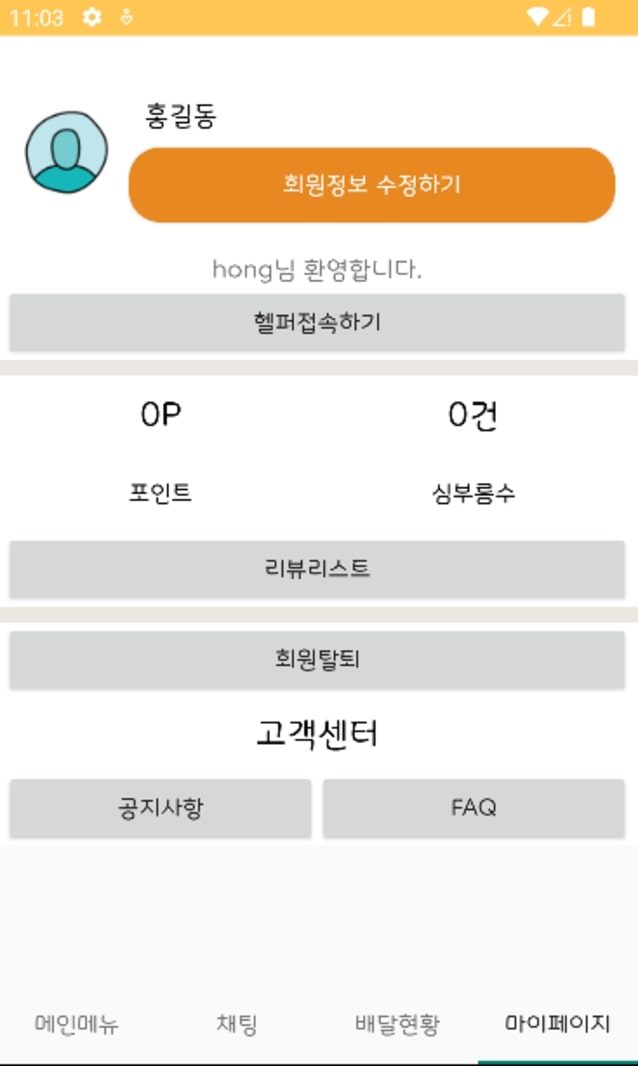 11:03
홍길동
회원정보 수정하기
hong님 환영합니다.
헬퍼접속하기
0P 0건
포인트 심부롬수
리뷰리스트
회원탈퇴
고객센터
공지사항 FAQ
메인메뉴 채팅 배달현황 마이페이지